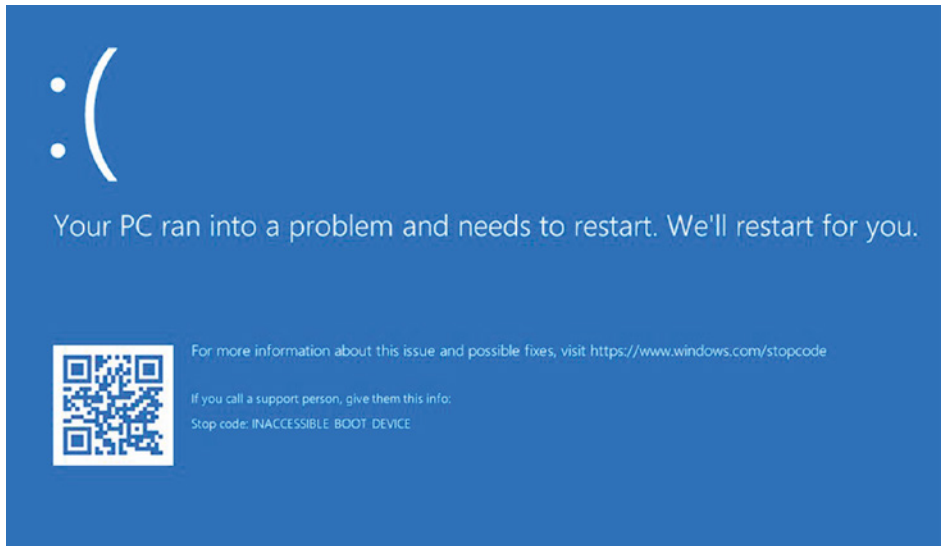 :(
Your PC ran into a problem and needs to restart. We'll restart for you.
For more information about this issue and possible fixes, visit https://www.windows.com/stopcode
If you call a support person, give them this info:
Stop code: INACCESSIBLE BOOT DEVICE